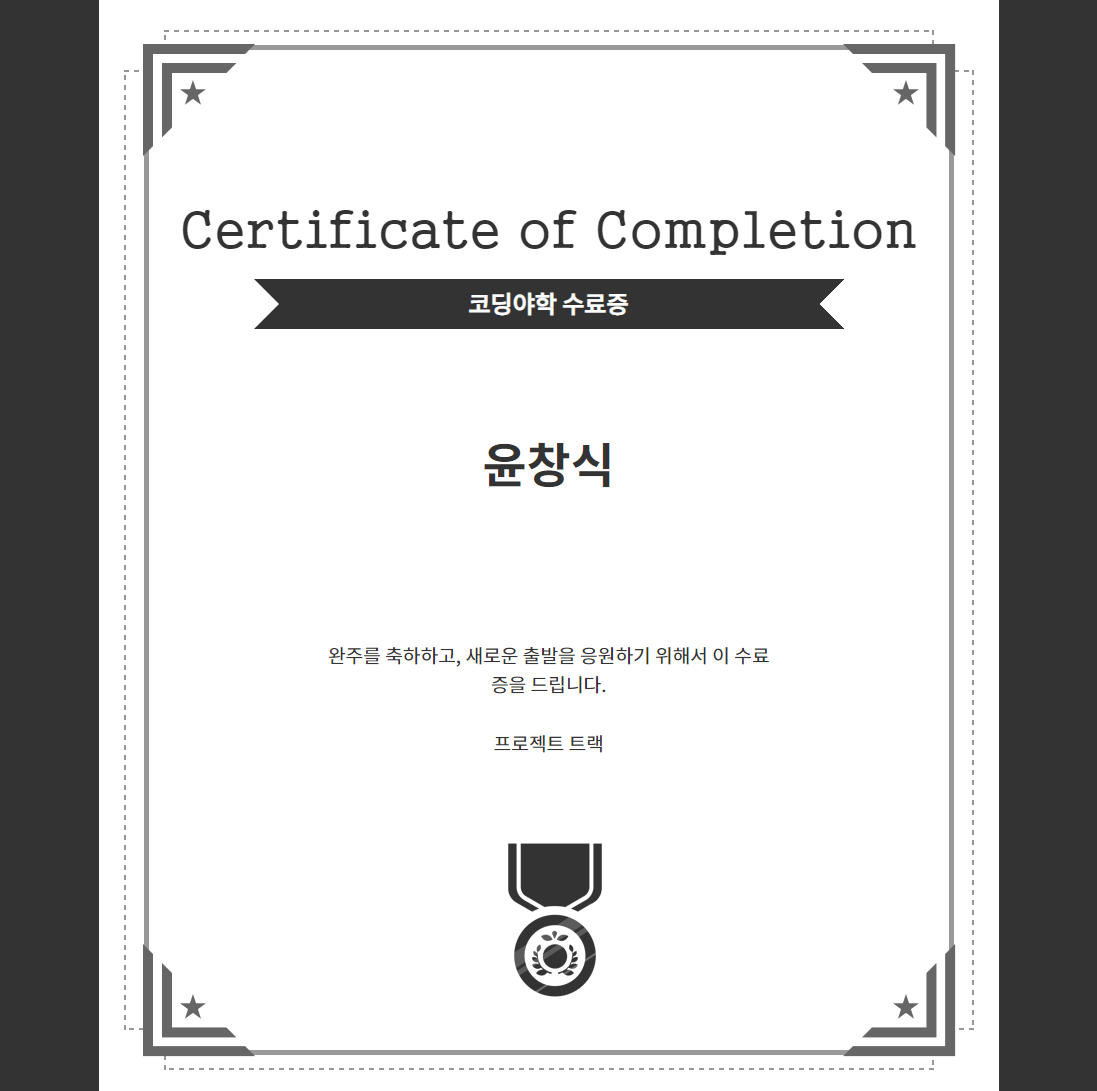 Certificate of Completion
코딩야학 수료증
윤창식
완주를 축하하고, 새로운 출발을 응원하기 위해서 이 수료
증을 드립니다.
프로젝트 트랙